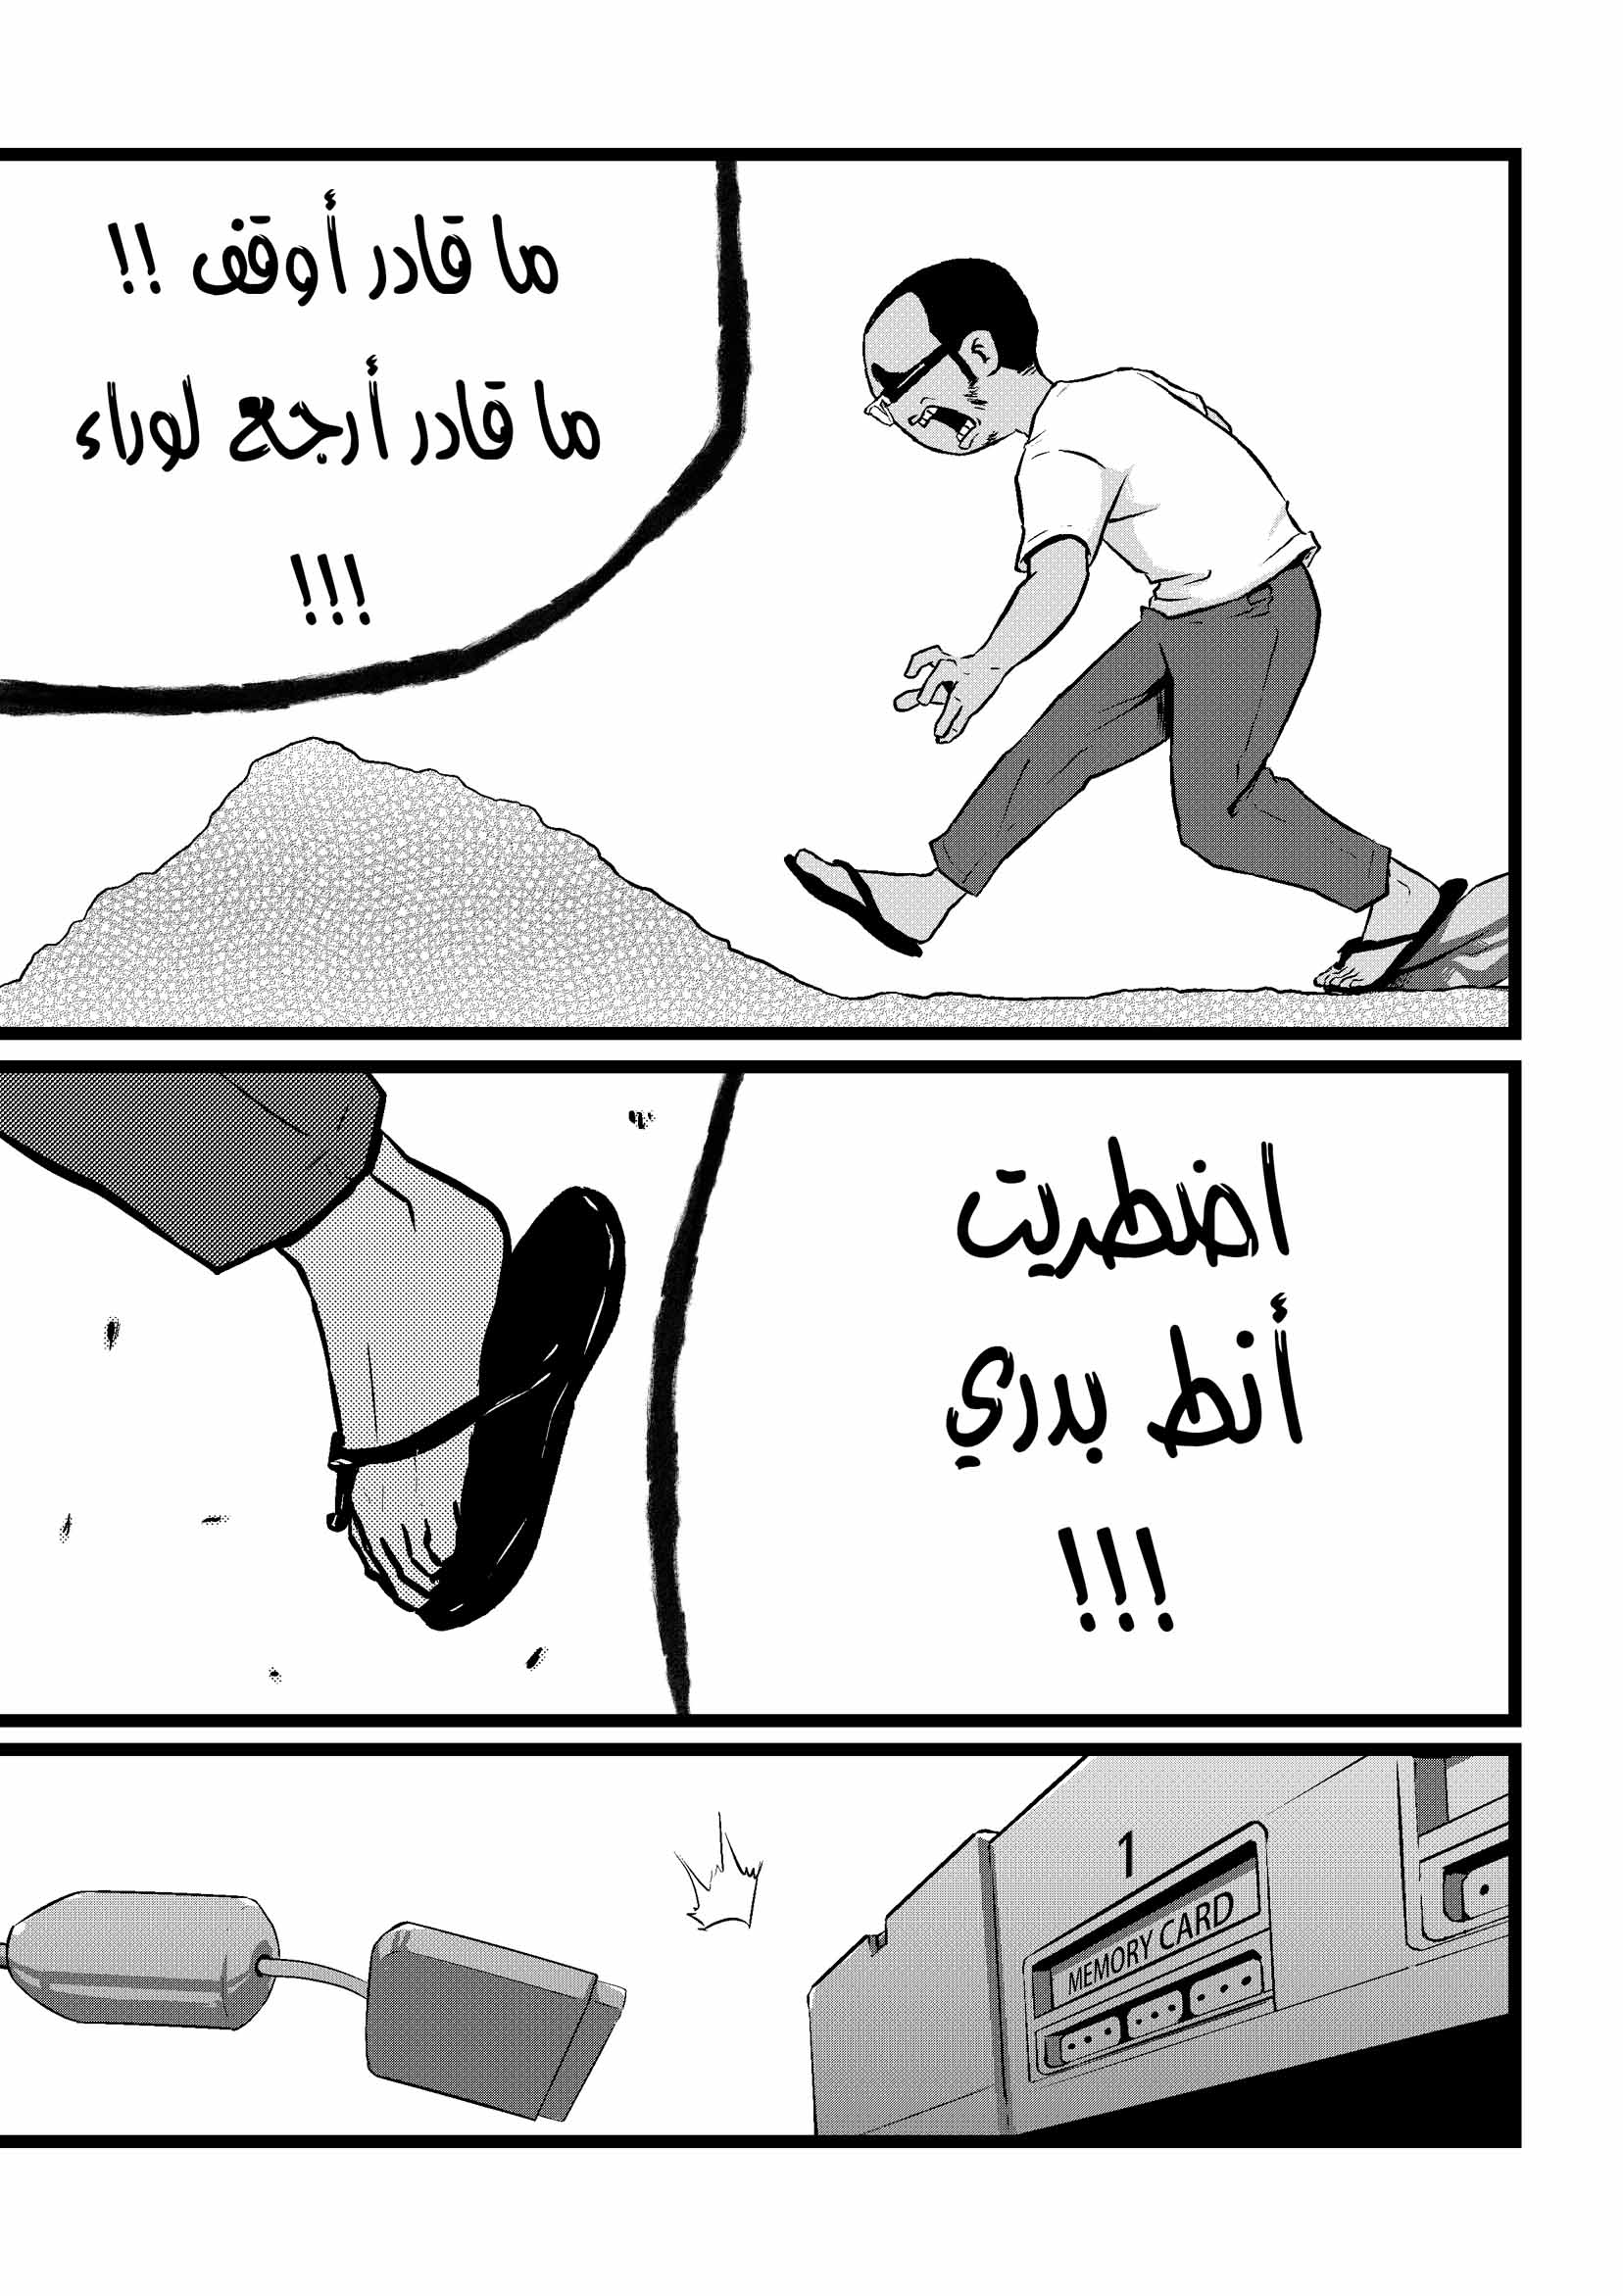 ما قادر أوقف !!
ما قادر أرجع لوراء
!!!
اضطريت
أنط بدري
!!!
1
MEMORY CARD